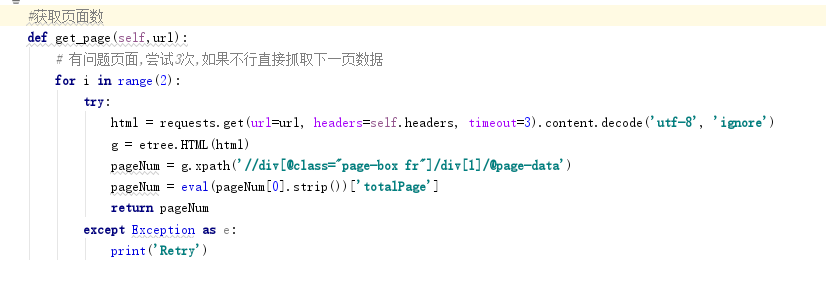 #获取页面数
def get_page(self,url):
# 有问题页面,尝试3次,如果不行直接抓取下一页数据
for i in range(2):
try:
html = requests.get(url=url, headers=self.headers, timeout=3).content.decode('utf-8', 'ignore')
g = etree.HTML(html)
pageNum = g.xpath('//div[@class="page-box fr"]/div[1]/@page-data')
pageNum = eval(pageNum[0].strip())['totalPage']
return pageNum
except Exception as e:
print('Retry')